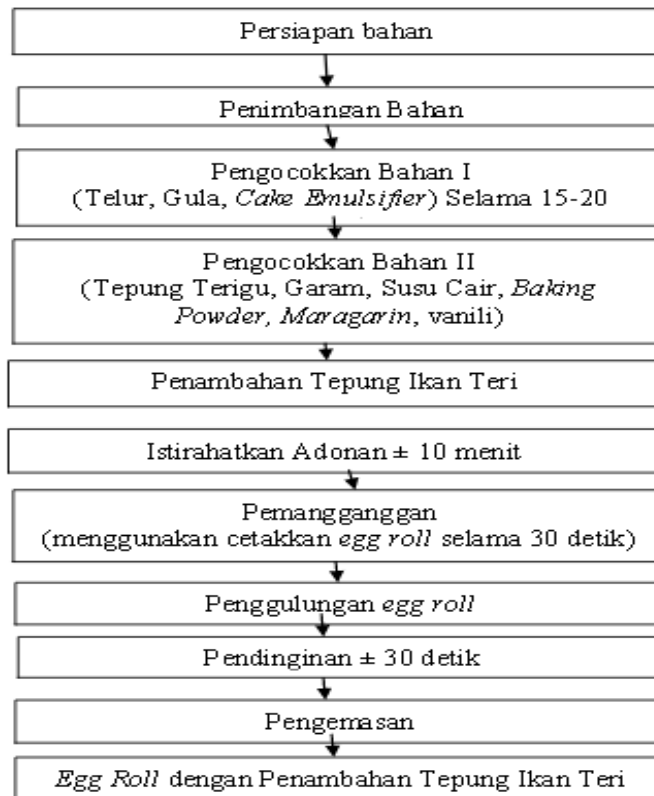 Persiapan bahan
Penimbangan Bahan
Pengocokkan Bahan I
(Telur, Gula, Cake Emulsifier) Selama 15-20
Pengocokkan Bahan II
(Tepung Terigu, Garam, Susu Cair, Baking
Powder, Maragarin, vanili)
Penambahan Tepung Ikan Teri
Istirahatkan Adonan ± 10 menit
Pemangganggan
(menggunakan cetakkan egg roll selama 30 detik)
Penggulungan egg roll
Pendinginan ± 30 detik
Pengemasan
Egg Roll dengan Penambahan Tepung Ikan Teri